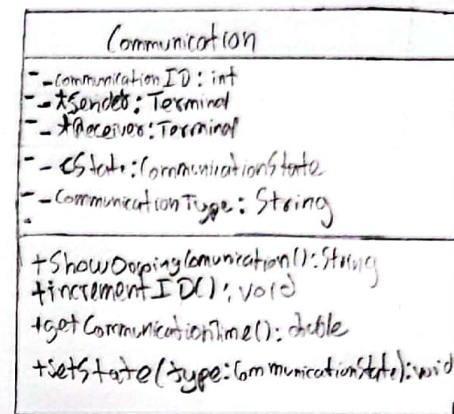 Communication
- -communicationID: int
- -*Sender: Terminal
- -*Receiver: Terminal
- - cState: CommunicationState
- -CommunicationType: String
-
+ShowOngoingComunication(): String
+incrementID(): void
+getCommunicationTime(): double
+setState(type: CommunicationState): void